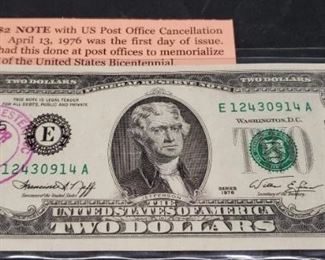 $2 NOTE with US Post Office Cancellation
April 13, 1976 was the first day of issue.
had this done at post offices to memorialize
of the United States Bicentennial
TWO DOLLARS
TWO DOLLARS
THIS NOTE IS LEGAL TENDER
FOR ALL DEBTS, PUBLIC AND PRIVATE
E 12430914 A
WASHINGTON, D.C.
E
TWO
12430914 A
SERIES
1976
THE UNITED STATES OF AMERICA
TWO DOLLARS